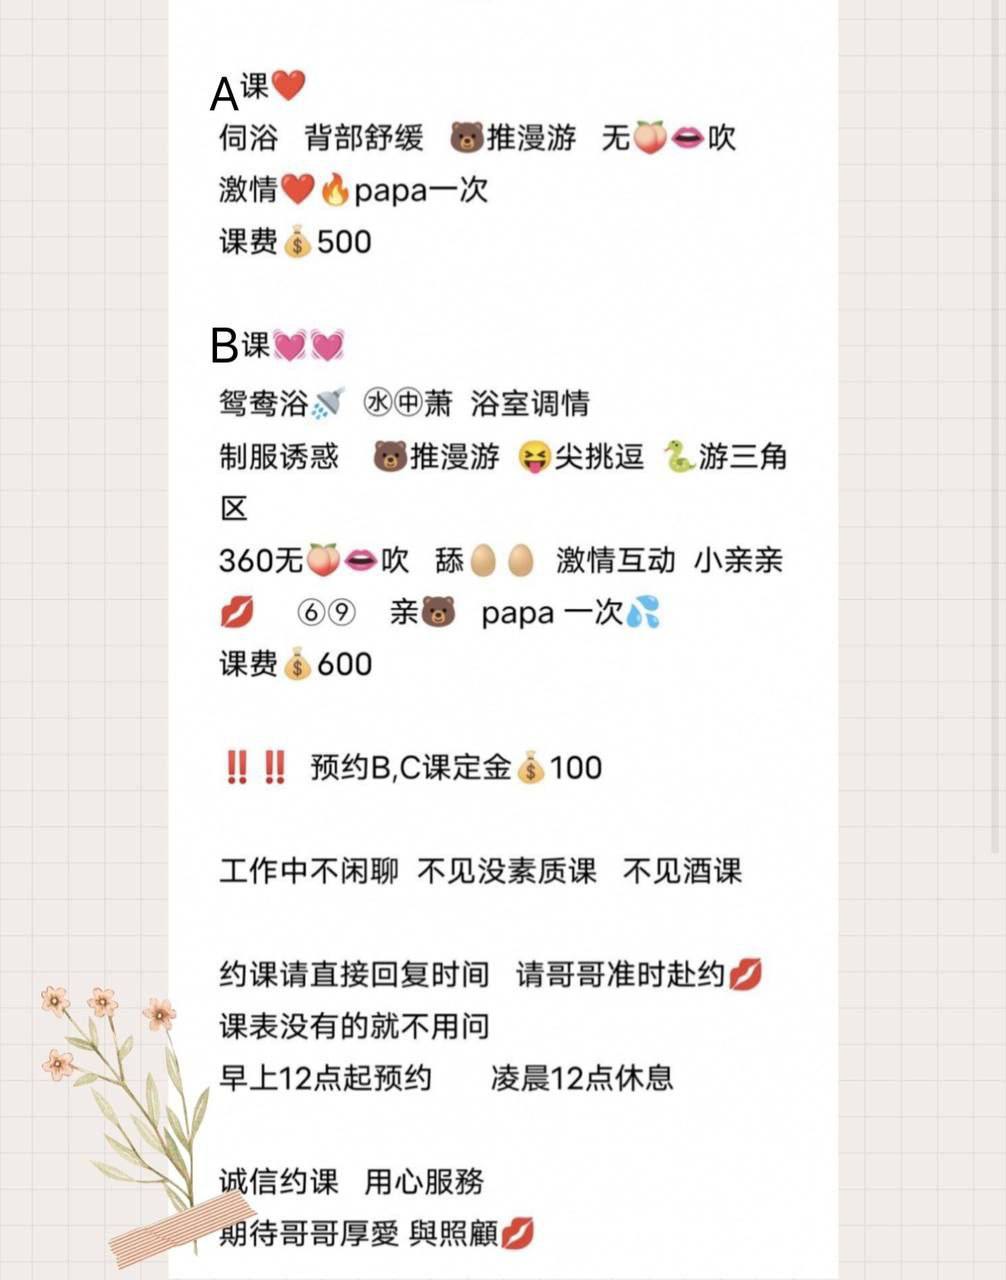 A课❤️
伺浴 背部舒缓 🐻推漫游 无🍑👄吹
激情❤️🔥papa一次
课费💰500
B课💓💓
鸳鸯浴🚿 ㊌㊥萧 浴室调情
制服诱惑 🐻推漫游 😝尖挑逗 🐍游三角
区
360无🍑👄吹 舔🥚🥚 激情互动 小亲亲
💋 ⑥⑨ 亲🐻 papa 一次💦
课费💰600
‼️‼️ 预约B,C课定金💰100
工作中不闲聊 不见没素质课 不见酒课
约课请直接回复时间 请哥哥准时赴约💋
课表没有的就不用问
早上12点起预约 凌晨12点休息
诚信约课 用心服務
期待哥哥厚愛 與照顧💋